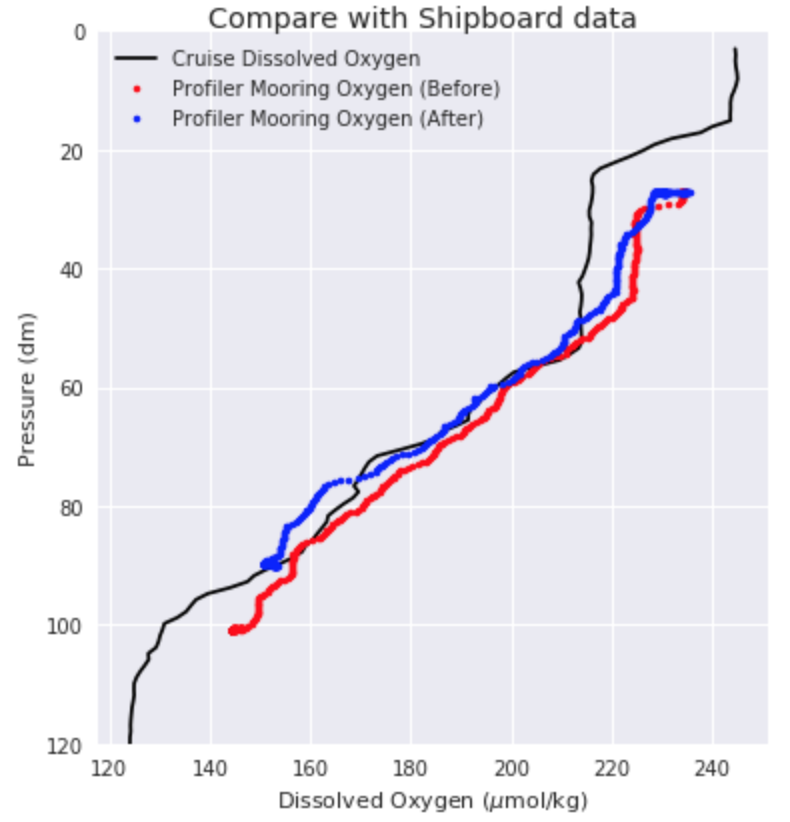 Compare with Shipboard data
Cruise Dissolved Oxygen
Profiler Mooring Oxygen (Before)
Profiler Mooring Oxygen (After)
0
20
40
60
80
100
120
Pressure (dm)
120 140 160 180 200 220 240
Dissolved Oxygen (μmol/kg)